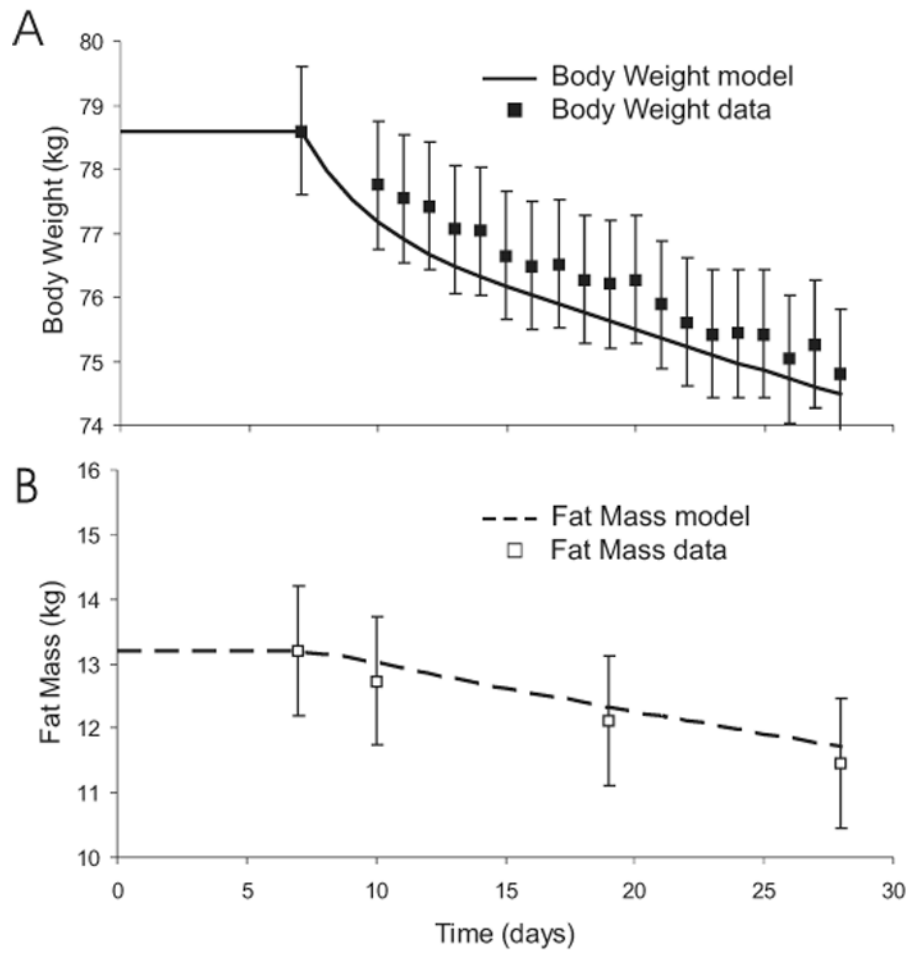 A
80
79
78
77
76
75
74
Body Weight (kg)
Body Weight model
Body Weight data
B
16
15
14
13
12
11
10
Fat Mass (kg)
Fat Mass model
Fat Mass data
0 5 10 15 20 25 30
Time (days)